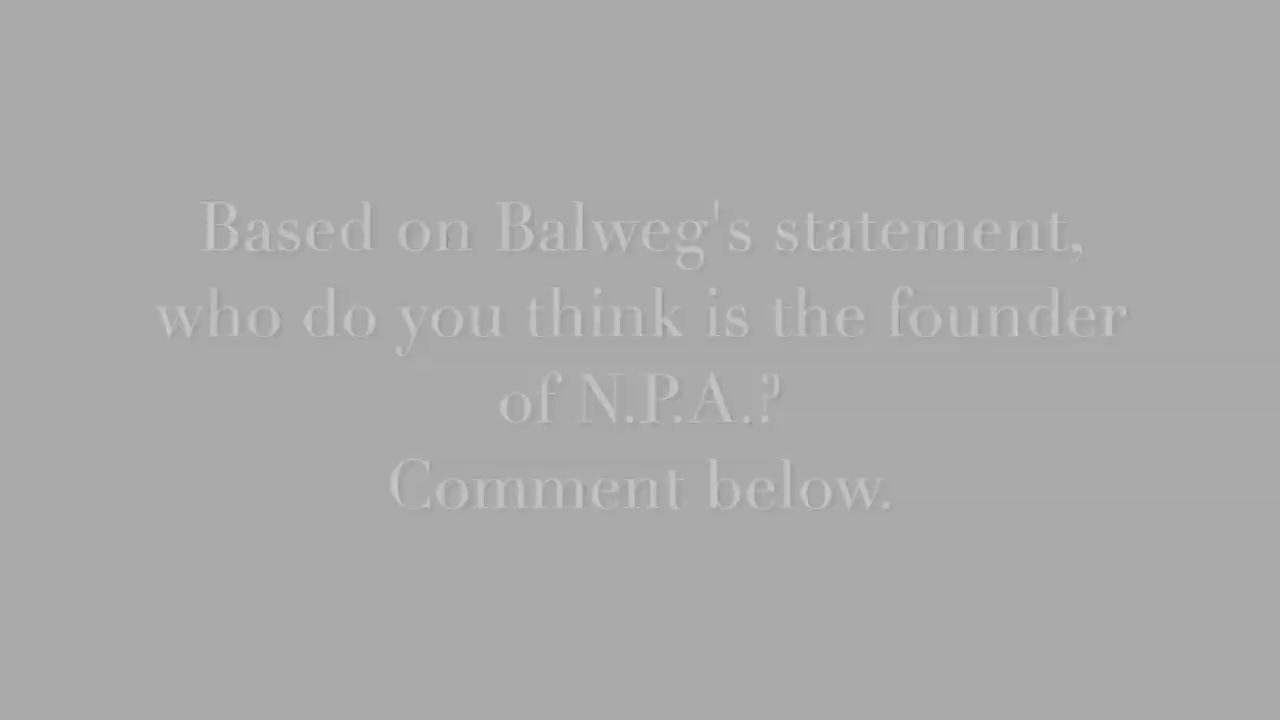 Based on Balweg's statement,
who do you think is the founder
of N.P.A.?
Comment below.